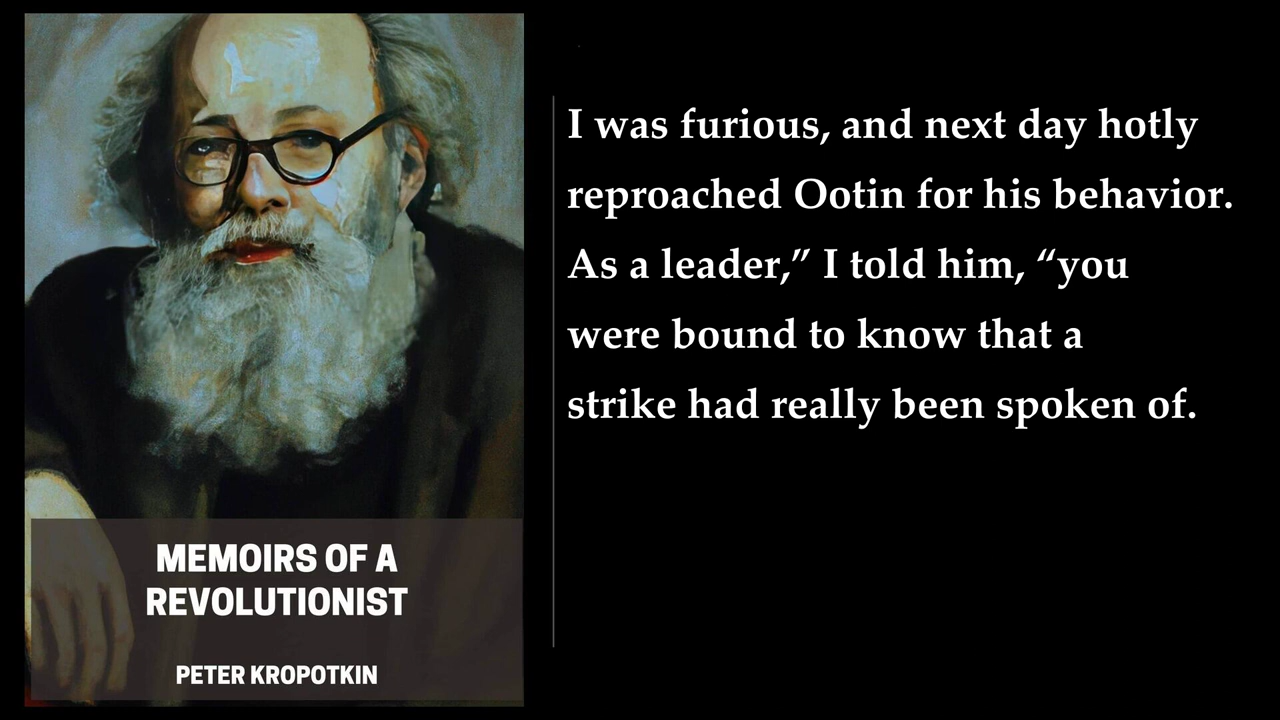 I was furious, and next day hotly
reproached Ootin for his behavior.
As a leader,” I told him, “you
were bound to know that a
strike had really been spoken of.
MEMOIRS OF A
REVOLUTIONIST
PETER KROPOTKIN